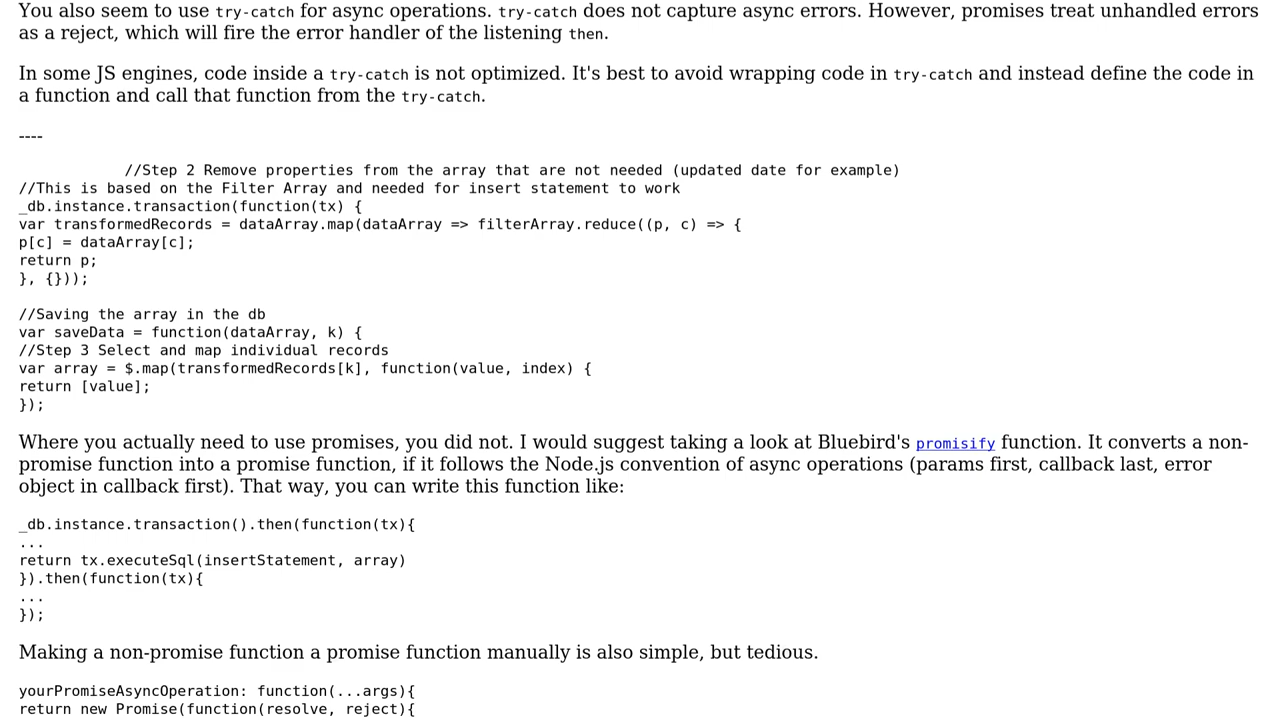 You also seem to use try-catch for async operations. try-catch does not capture async errors. However, promises treat unhandled errors
as a reject, which will fire the error handler of the listening then.
In some JS engines, code inside a try-catch is not optimized. It's best to avoid wrapping code in try-catch and instead define the code in
a function and call that function from the try-catch.
----
//Step 2 Remove properties from the array that are not needed (updated date for example)
//This is based on the Filter Array and needed for insert statement to work
_db.instance.transaction(function(tx) {
var transformedRecords = dataArray.map(dataArray => filterArray.reduce((p, c) => {
p[c] = dataArray[c];
return p;
}, {}));
//Saving the array in the db
var saveData = function(dataArray, k) {
//Step 3 Select and map individual records
var array = $.map(transformedRecords[k], function(value, index) {
return [value];
});
Where you actually need to use promises, you did not. I would suggest taking a look at Bluebird's promisify function. It converts a non-
promise function into a promise function, if it follows the Node.js convention of async operations (params first, callback last, error
object in callback first). That way, you can write this function like:
_db.instance.transaction().then(function(tx){
...
return tx.executeSql(insertStatement, array)
}).then(function(tx){
...
});
Making a non-promise function a promise function manually is also simple, but tedious.
yourPromiseAsyncOperation: function(...args){
return new Promise(function(resolve, reject){